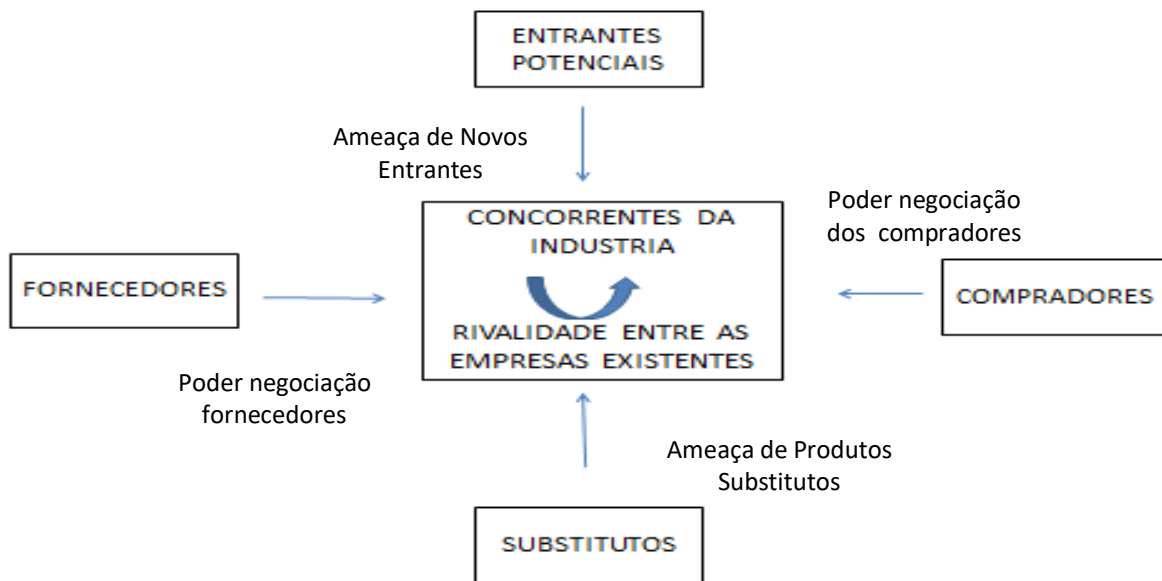 ENTRANTES
POTENCIAIS
Ameaça de Novos
Entrantes
CONCORRENTES DA
INDUSTRIA
Poder negociação
dos compradores
FORNECEDORES
COMPRADORES
RIVALIDADE ENTRE AS
EMPRESAS EXISTENTES
Poder negociação
fornecedores
Ameaça de Produtos
Substitutos
SUBSTITUTOS